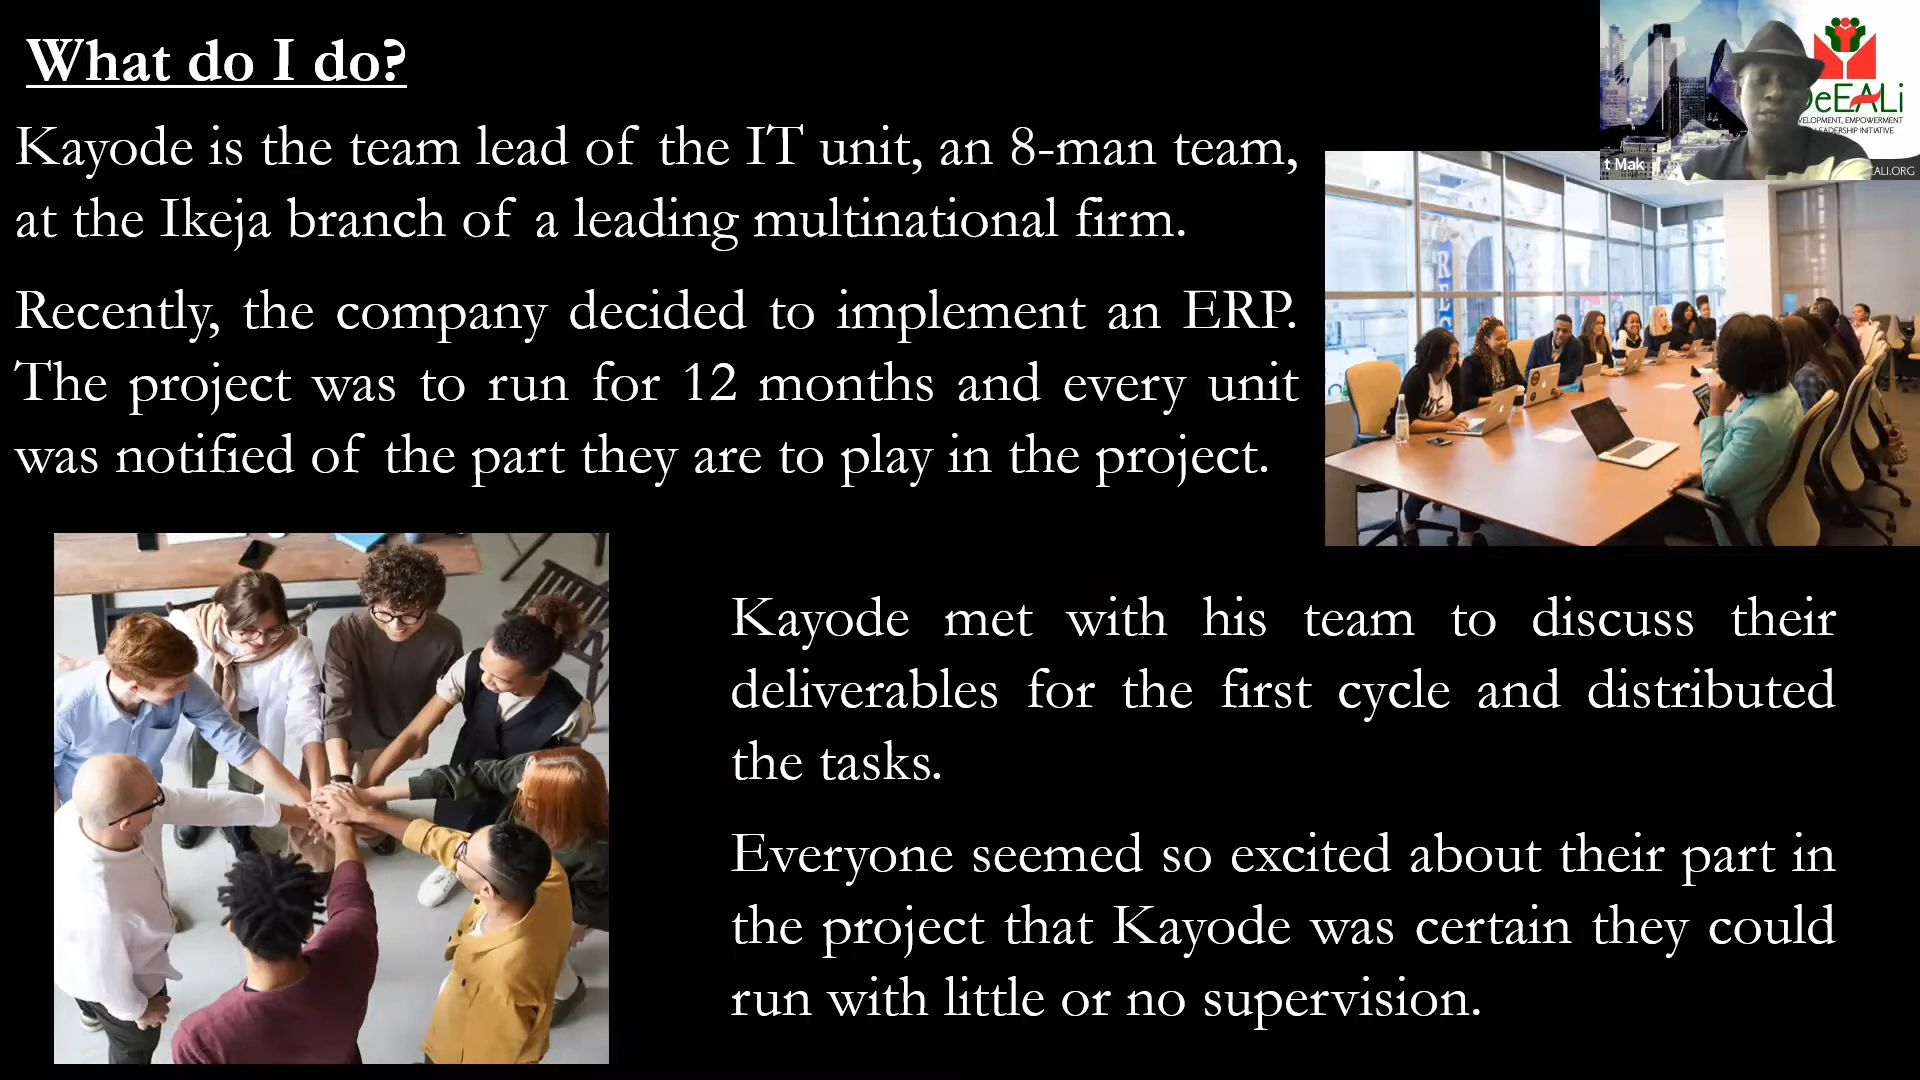 What do I do?
Kayode is the team lead of the IT unit, an 8-man team,
at the Ikeja branch of a leading multinational firm.
Recently, the company decided to implement an ERP.
The project was to run for 12 months and every unit
was notified of the part they are to play in the project.
Kayode met with his team to discuss their
deliverables for the first cycle and distributed
the tasks.
Everyone seemed so excited about their part in
the project that Kayode was certain they could
run with little or no supervision.
t Mak